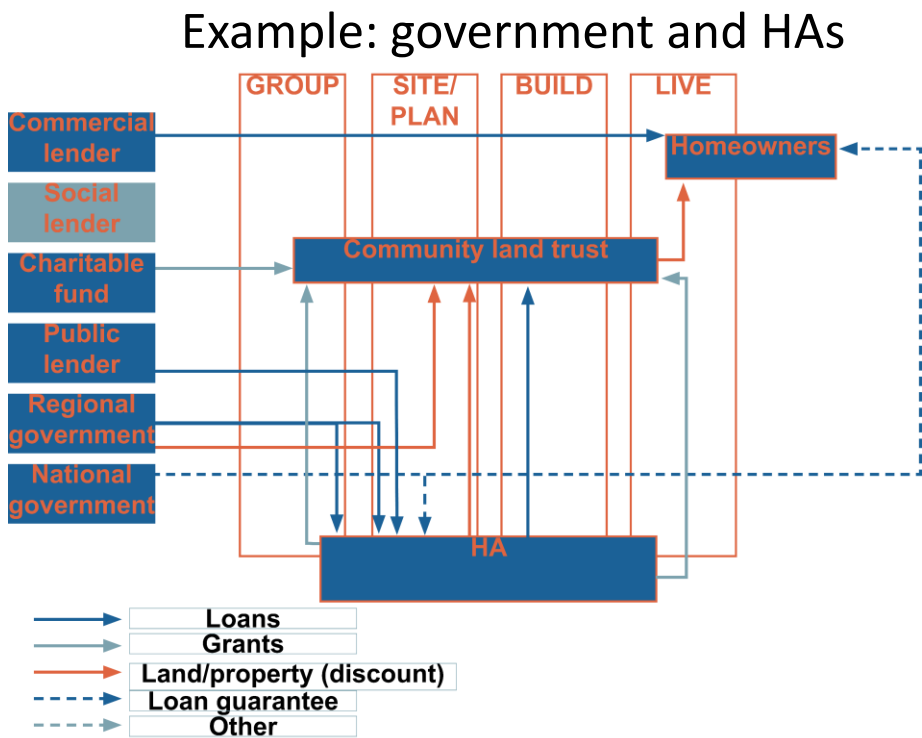 Example: government and HAs
GROUP
SITE/
PLAN
BUILD
LIVE
Commercial
lender
Homeowners
Social
lender
Community land trust
Charitable
fund
Public
lender
Regional
government
National
government
HA
Loans
Grants
Land/property (discount)
Loan guarantee
Other